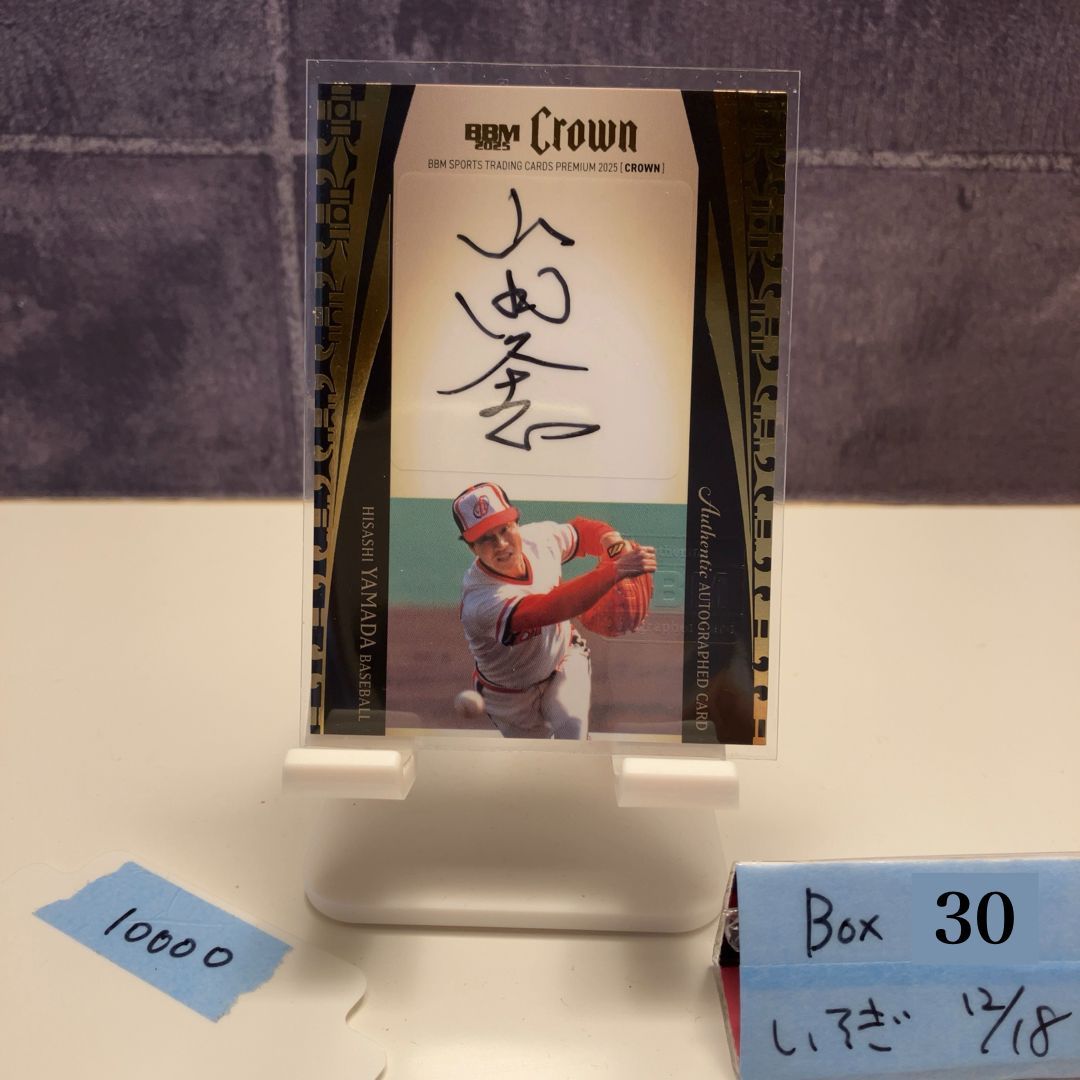 BBM 2025 Crown
BBM SPORTS TRADING CARDS PREMIUM 2025 [CROWN]
山田久志
HISASHI YAMADA BASEBALL
Authentic AUTOGRAPHED CARD
10000
Box 30
いろぎ 12/18